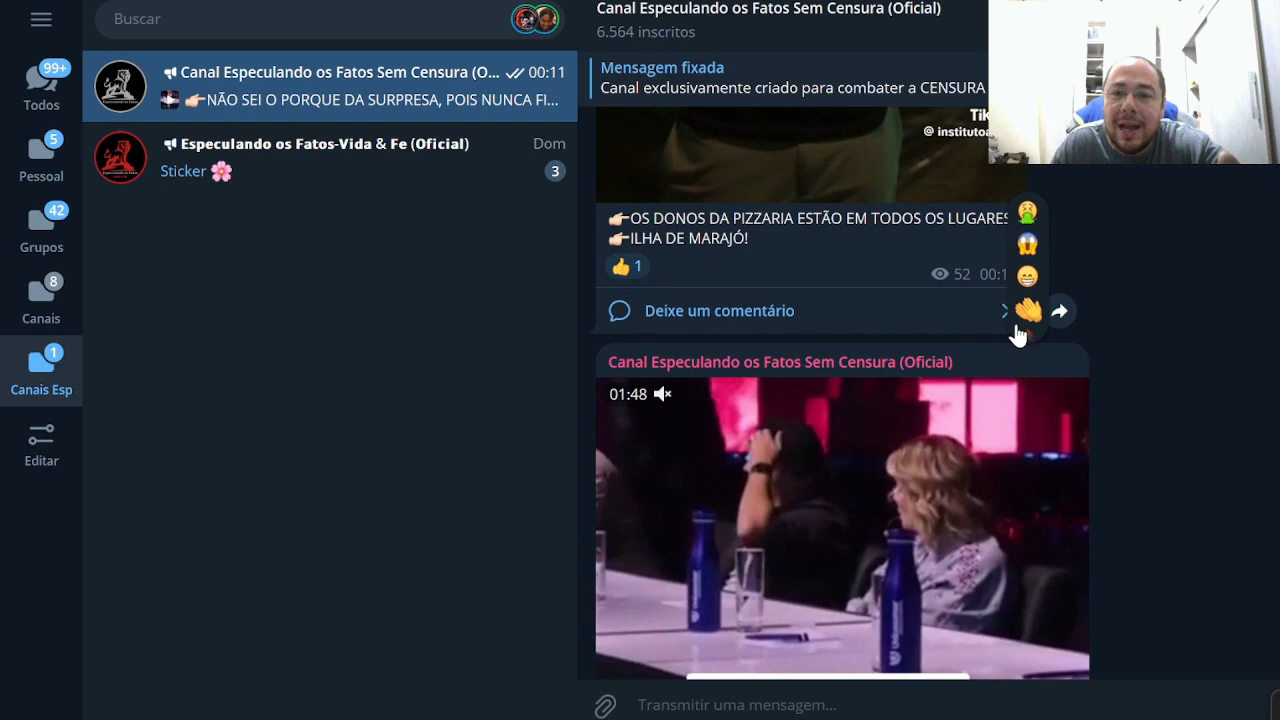 Buscar
99+
Todos
5
Pessoal
42
Grupos
8
Canais
1
Canais Esp
Editar
Canal Especulando os Fatos Sem Censura (O... 00:11
👉🏻NÃO SEI O PORQUE DA SURPRESA, POIS NUNCA FI...
Especulando os Fatos-Vida & Fe (Oficial) Dom
Sticker 🌸 3
Canal Especulando os Fatos Sem Censura (Oficial)
6.564 inscritos
Mensagem fixada
Canal exclusivamente criado para combater a CENSURA
Tik
@ institutoa
👉🏻OS DONOS DA PIZZARIA ESTÃO EM TODOS OS LUGARES
👉🏻ILHA DE MARAJÓ!
👍 1
52 00:1
Deixe um comentário
Canal Especulando os Fatos Sem Censura (Oficial)
01:48
Transmitir uma mensagem...